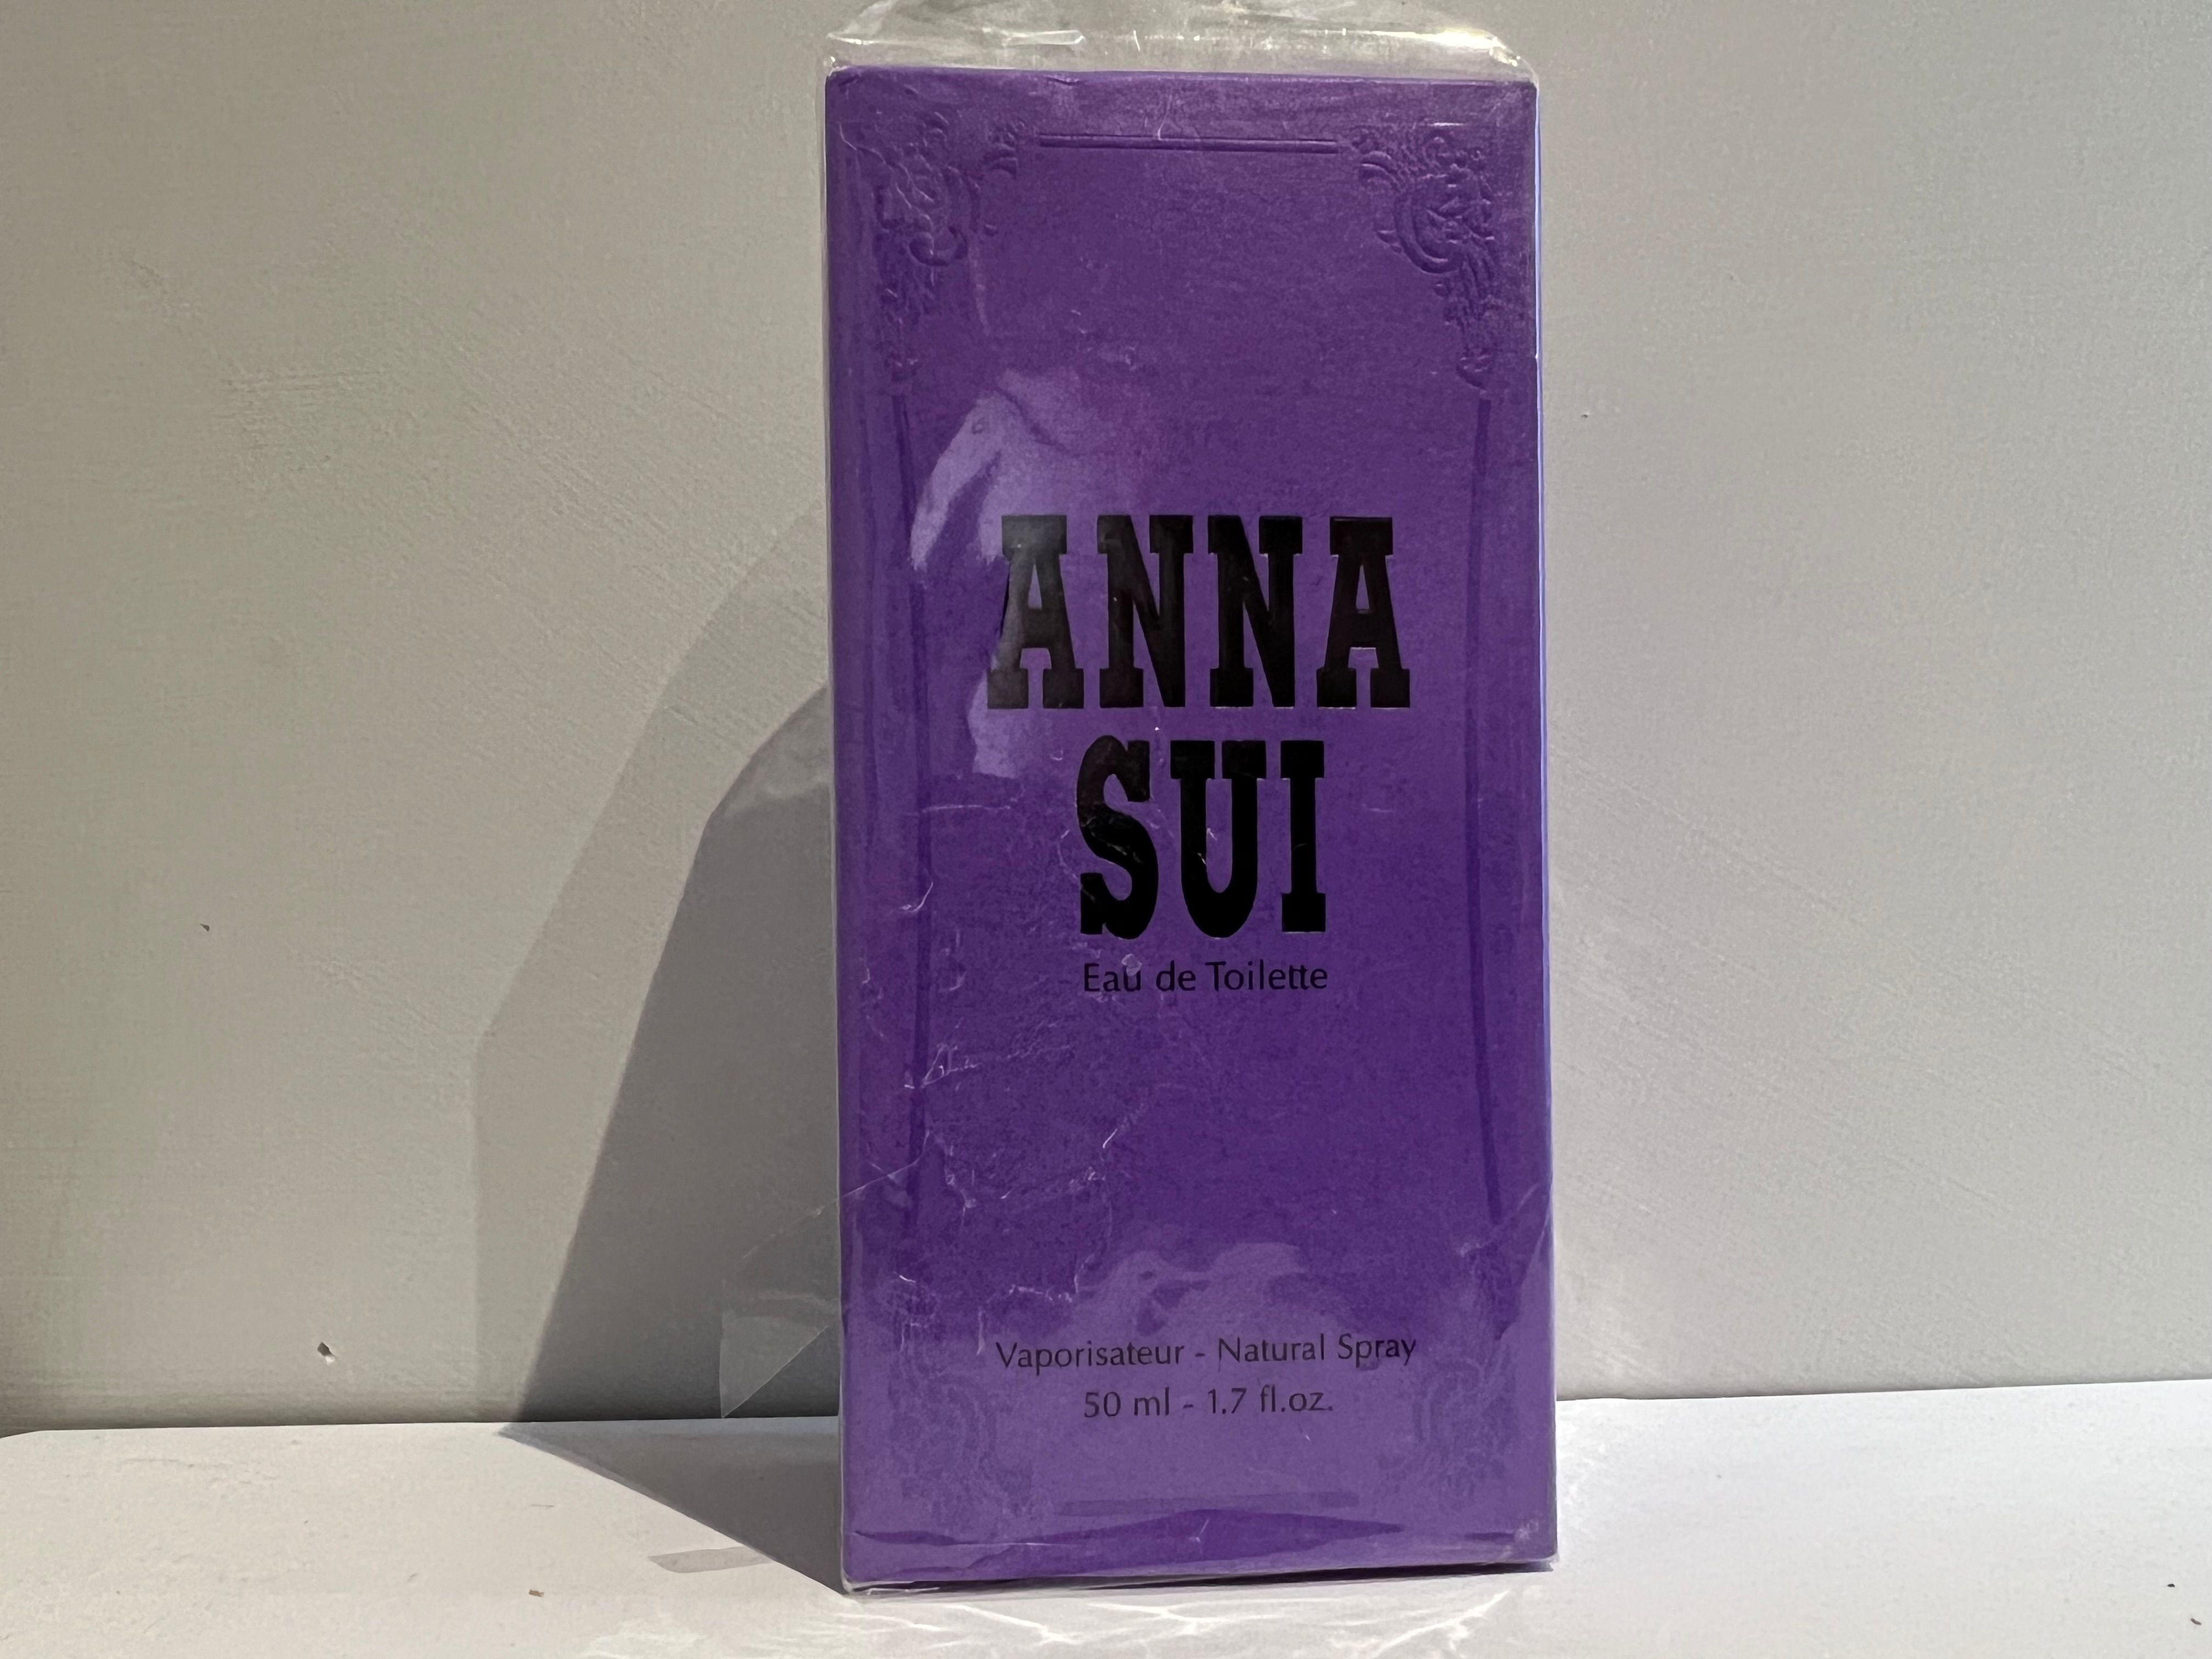 ANNA
SUI
Eau de Toilette
Vaporisateur - Natural Spray
50 ml - 1.7 fl.oz.